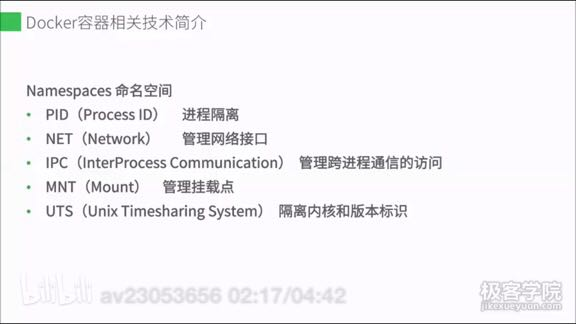 Docker容器相关技术简介
Namespaces 命名空间
• PID（Process ID） 进程隔离
• NET（Network） 管理网络接口
• IPC（InterProcess Communication） 管理跨进程通信的访问
• MNT（Mount） 管理挂载点
• UTS（Unix Timesharing System） 隔离内核和版本标识
bilibili av23053656 02:17/04:42
极客学院
jikexueyuan.com